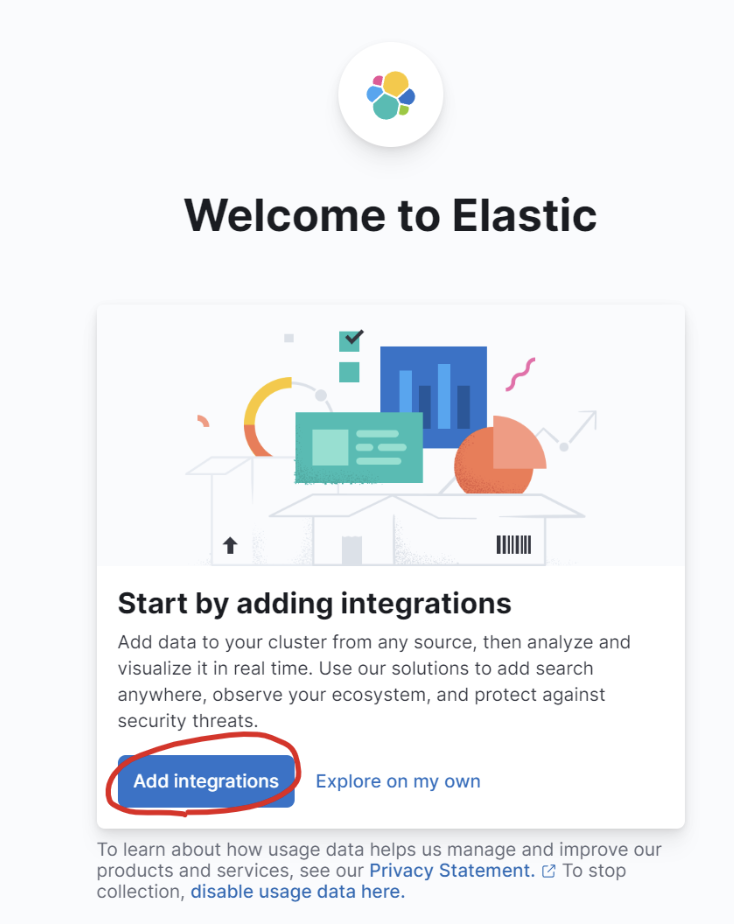 Welcome to Elastic
Start by adding integrations
Add data to your cluster from any source, then analyze and
visualize it in real time. Use our solutions to add search
anywhere, observe your ecosystem, and protect against
security threats.
Add integrations Explore on my own
To learn about how usage data helps us manage and improve our
products and services, see our Privacy Statement. To stop
collection, disable usage data here.